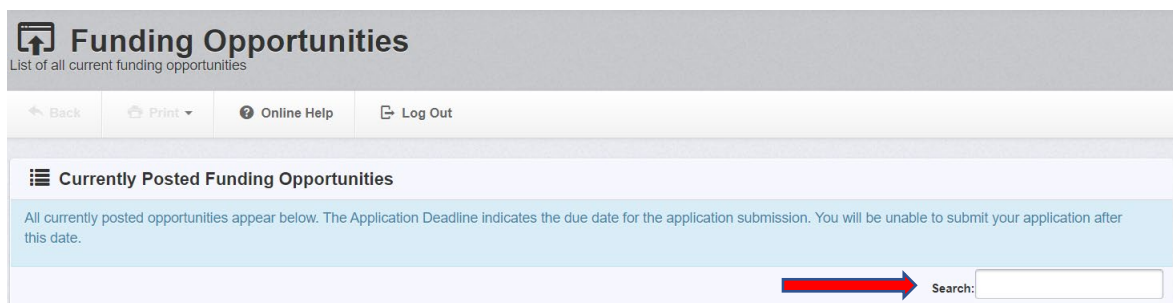 Funding Opportunities
List of all current funding opportunities
Back Print Online Help Log Out
Currently Posted Funding Opportunities
All currently posted opportunities appear below. The Application Deadline indicates the due date for the application submission. You will be unable to submit your application after
this date.
Search: